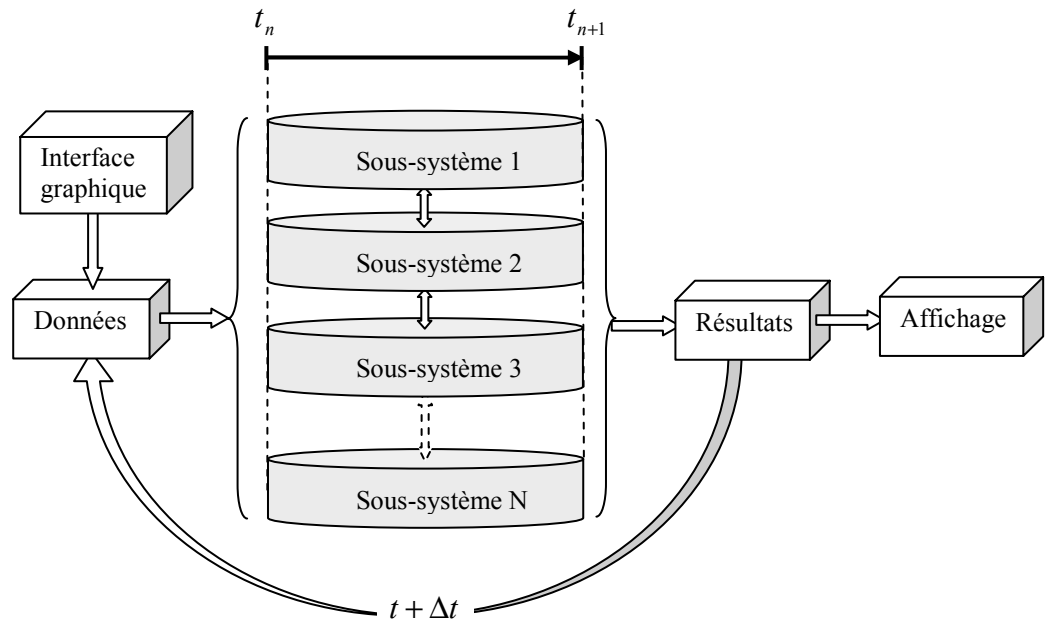 t_n
t_{n+1}
Interface
graphique
Sous-système 1
Sous-système 2
Données
Résultats
Affichage
Sous-système 3
Sous-système N
t + Δt